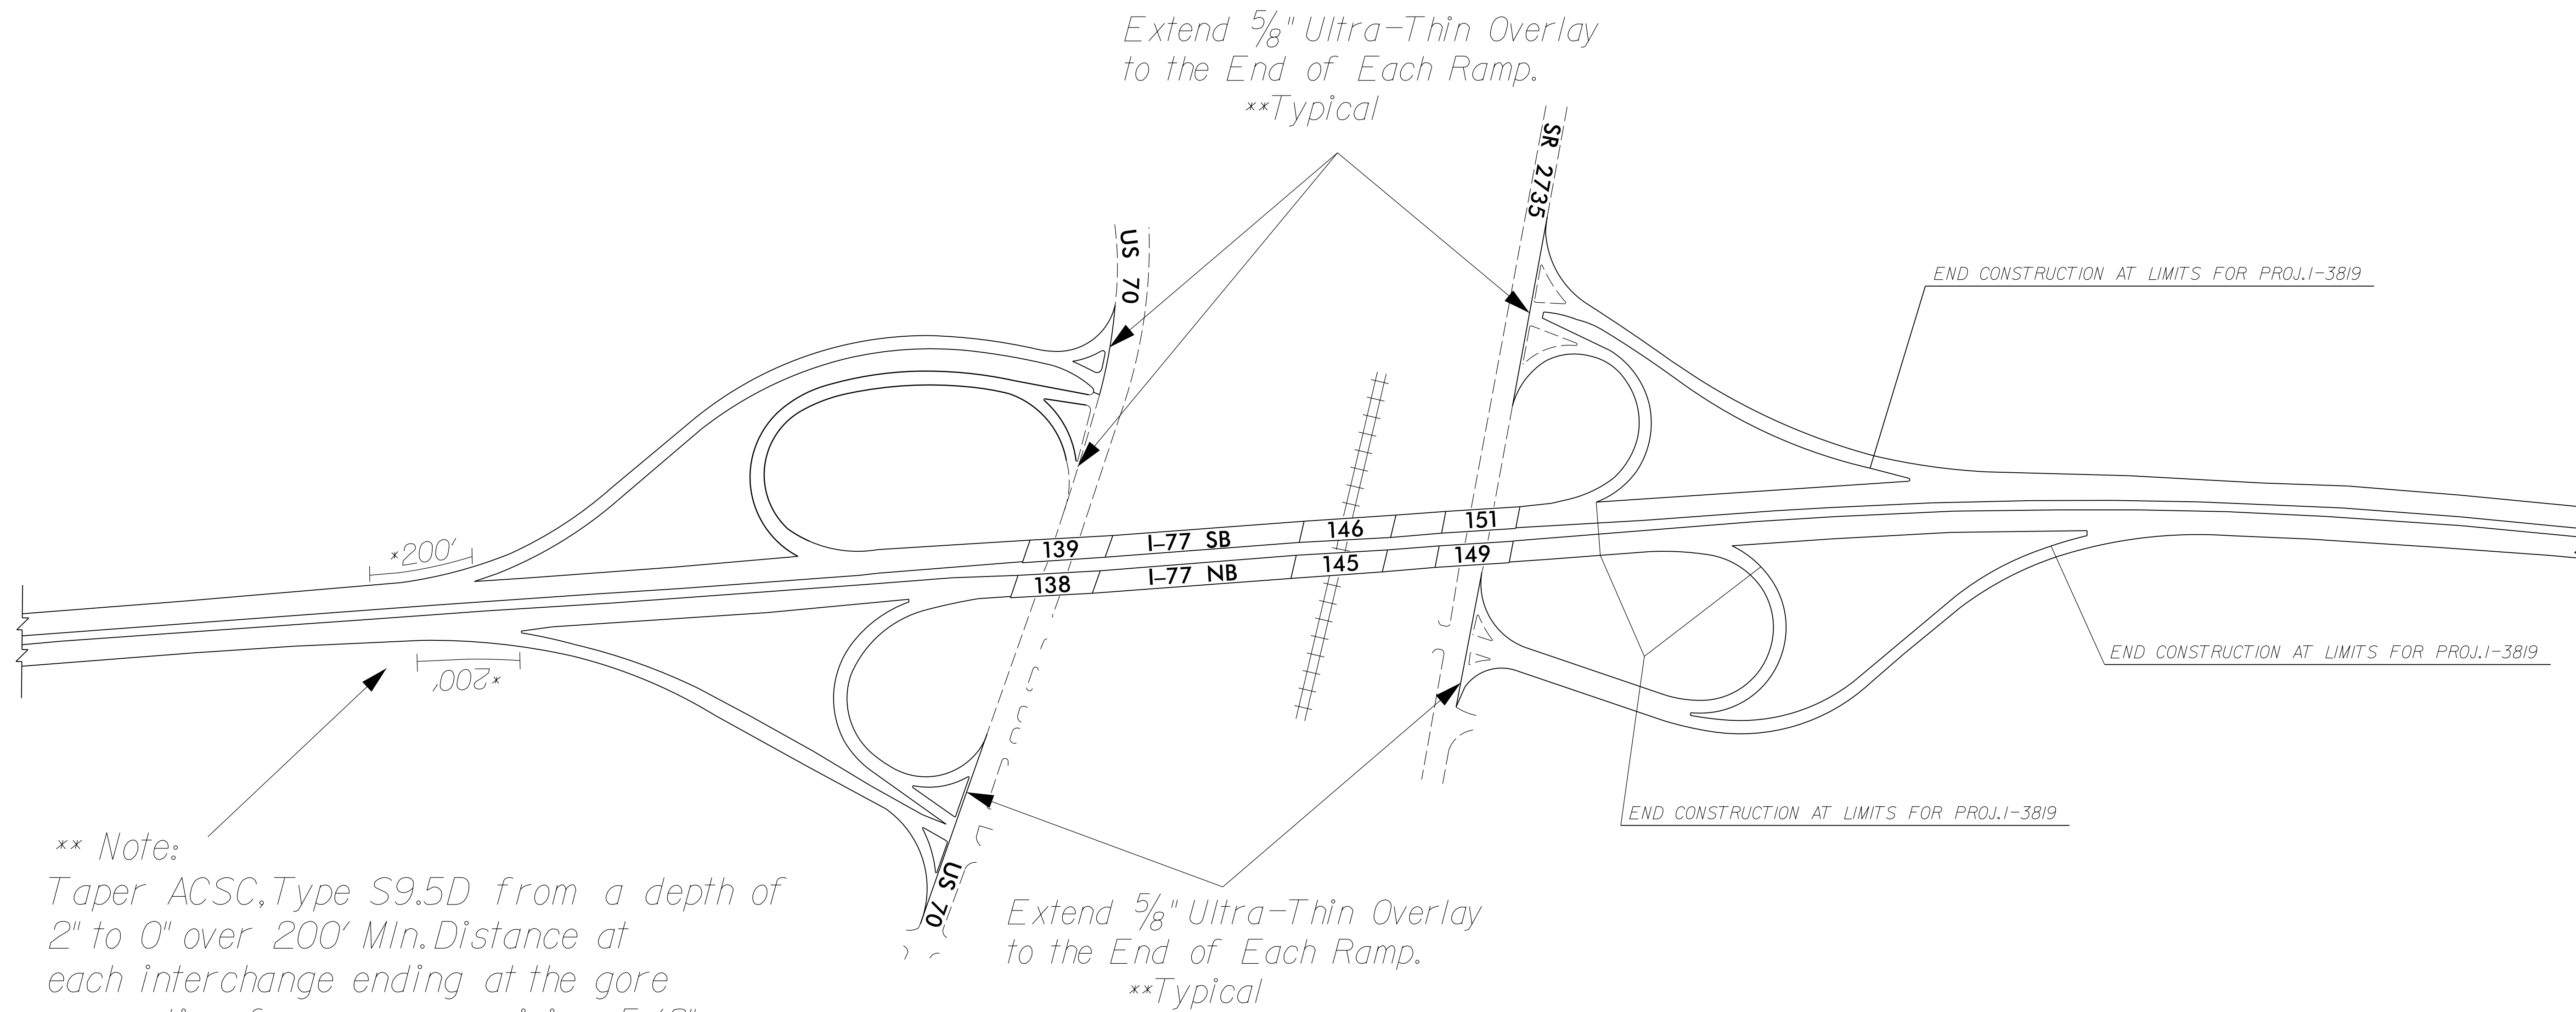 Extend 5/8" Ultra-Thin Overlay
to the End of Each Ramp.
**Typical
SR 2735
US 70
END CONSTRUCTION AT LIMITS FOR PROJ.I-3819
*200'
139
I-77 SB
146
151
138
I-77 NB
145
149
*200'
END CONSTRUCTION AT LIMITS FOR PROJ.I-3819
END CONSTRUCTION AT LIMITS FOR PROJ.I-3819
US 70
** Note:
Taper ACSC,Type S9.5D from a depth of
2" to 0" over 200' MIn.Distance at
each interchange ending at the gore
Extend 5/8" Ultra-Thin Overlay
to the End of Each Ramp.
**Typical